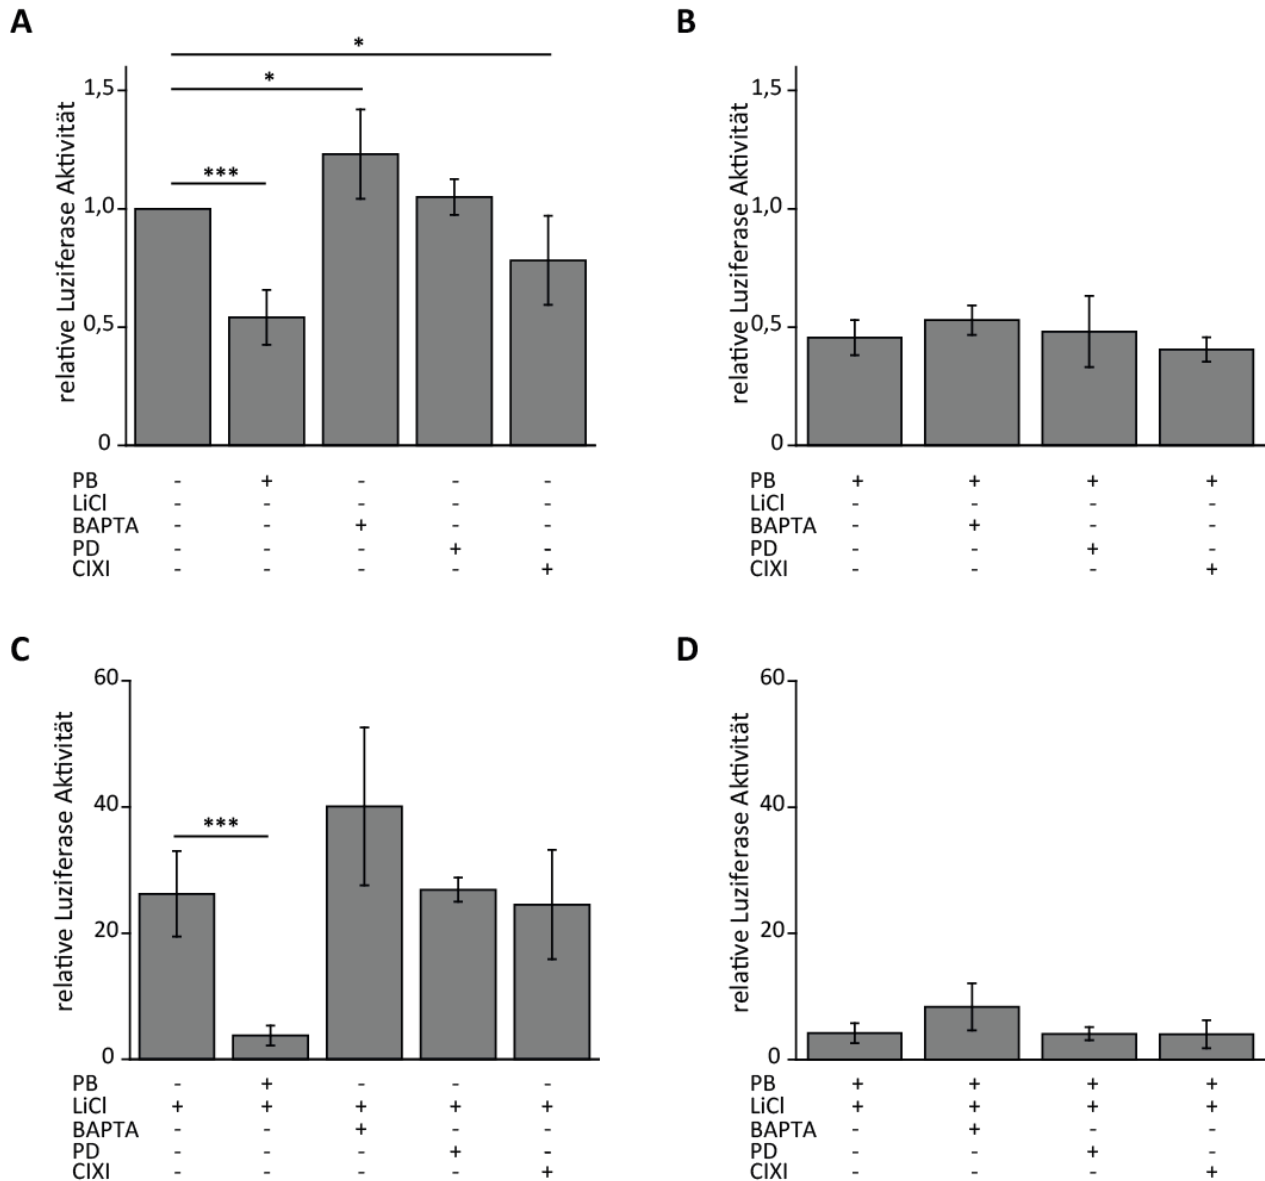 A
*
*
***
1,5
1,0
0,5
0
relative Luziferase Aktivität
PB - + - - -
LiCl - - - - -
BAPTA - - + - -
PD - - - + -
CIXI - - - - +
B
1,5
1,0
0,5
0
relative Luziferase Aktivität
PB + + + +
LiCl - - - -
BAPTA - + - -
PD - - + -
CIXI - - - +
C
***
60
40
20
0
relative Luziferase Aktivität
PB - + - - -
LiCl + + + + +
BAPTA - - + - -
PD - - - + -
CIXI - - - - +
D
60
40
20
0
relative Luziferase Aktivität
PB + + + +
LiCl + + + +
BAPTA - + - -
PD - - + -
CIXI - - - +